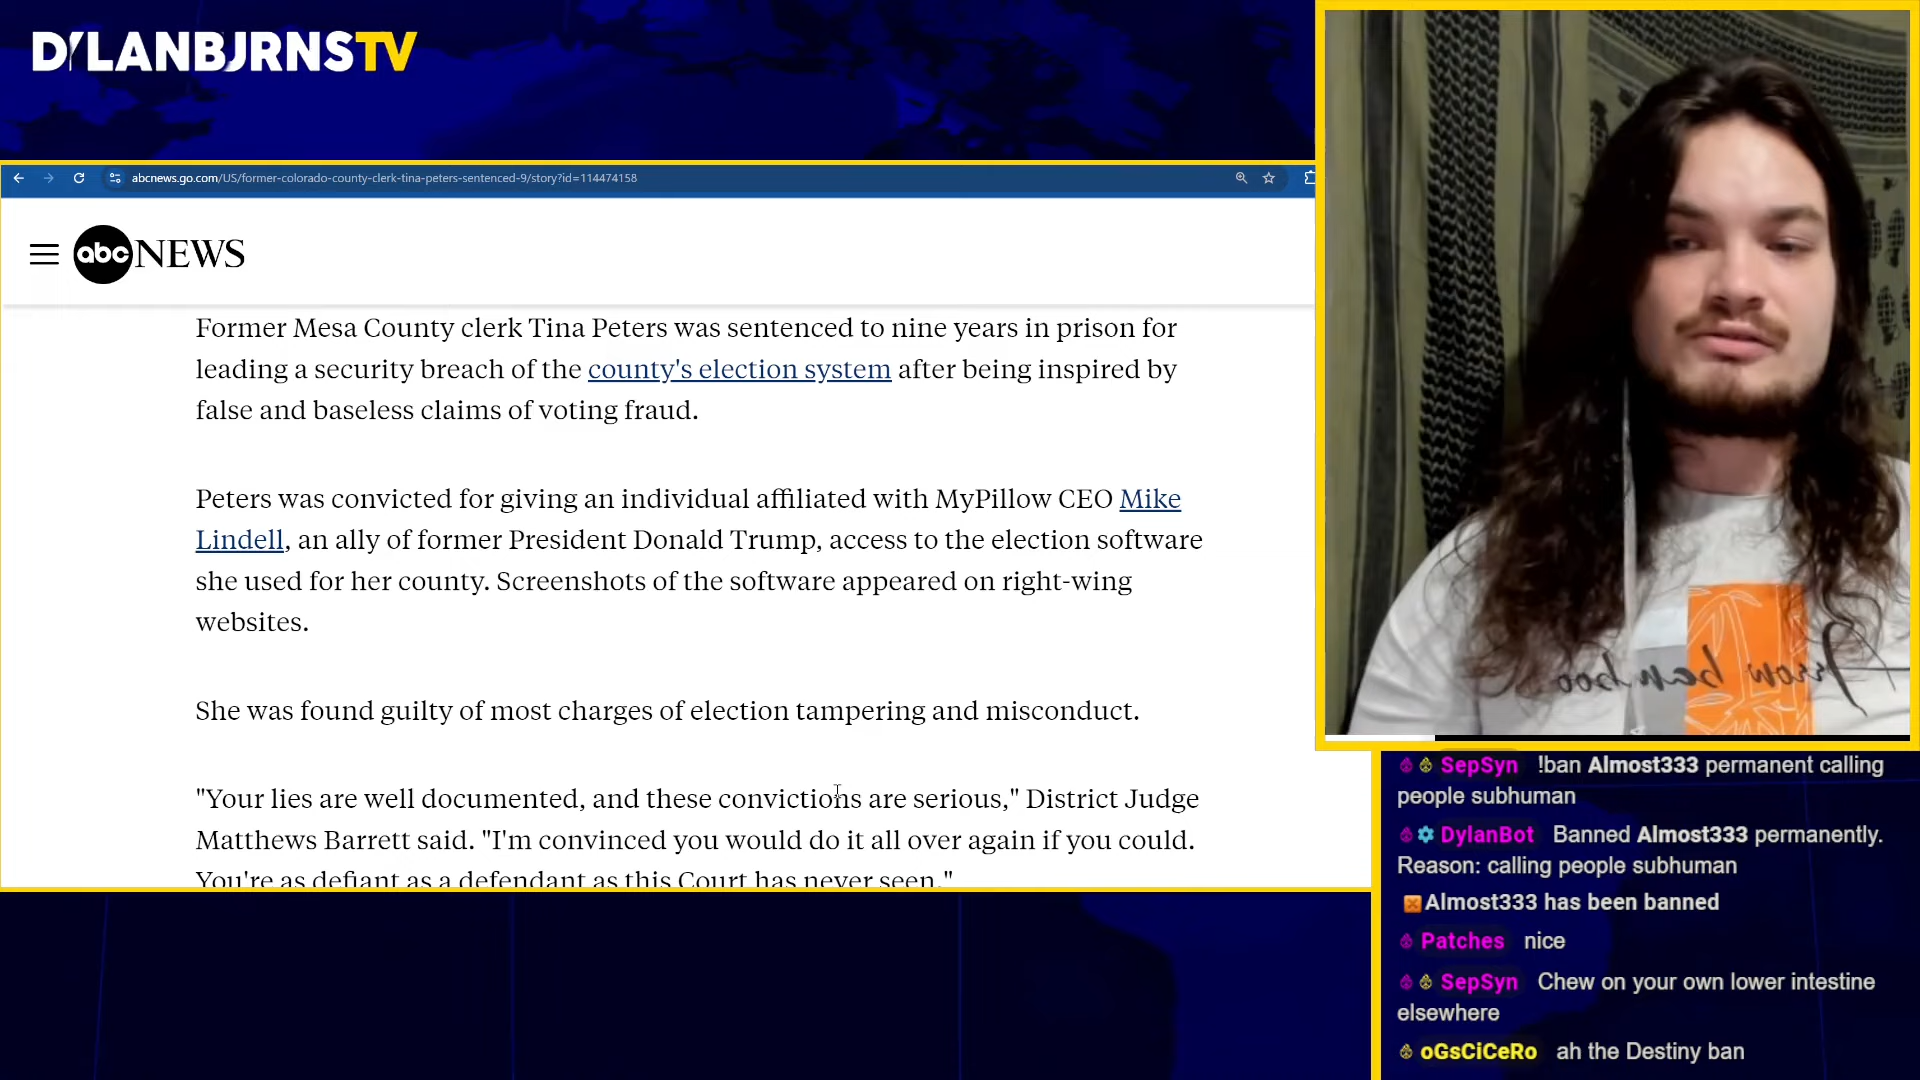 DYLANBURNSTV
abcnews.go.com/US/former-colorado-county-clerk-tina-peters-sentenced-9/story?id=114474158
abc NEWS
Former Mesa County clerk Tina Peters was sentenced to nine years in prison for
leading a security breach of the county's election system after being inspired by
false and baseless claims of voting fraud.
Peters was convicted for giving an individual affiliated with MyPillow CEO Mike
Lindell, an ally of former President Donald Trump, access to the election software
she used for her county. Screenshots of the software appeared on right-wing
websites.
She was found guilty of most charges of election tampering and misconduct.
"Your lies are well documented, and these convictions are serious," District Judge
Matthews Barrett said. "I'm convinced you would do it all over again if you could.
You're as defiant as a defendant as this Court has never seen."
Grow bamboo
SepSyn !ban Almost333 permanent calling
people subhuman
DylanBot Banned Almost333 permanently.
Reason: calling people subhuman
Almost333 has been banned
Patches nice
SepSyn Chew on your own lower intestine
elsewhere
oGsCiCeRo ah the Destiny ban